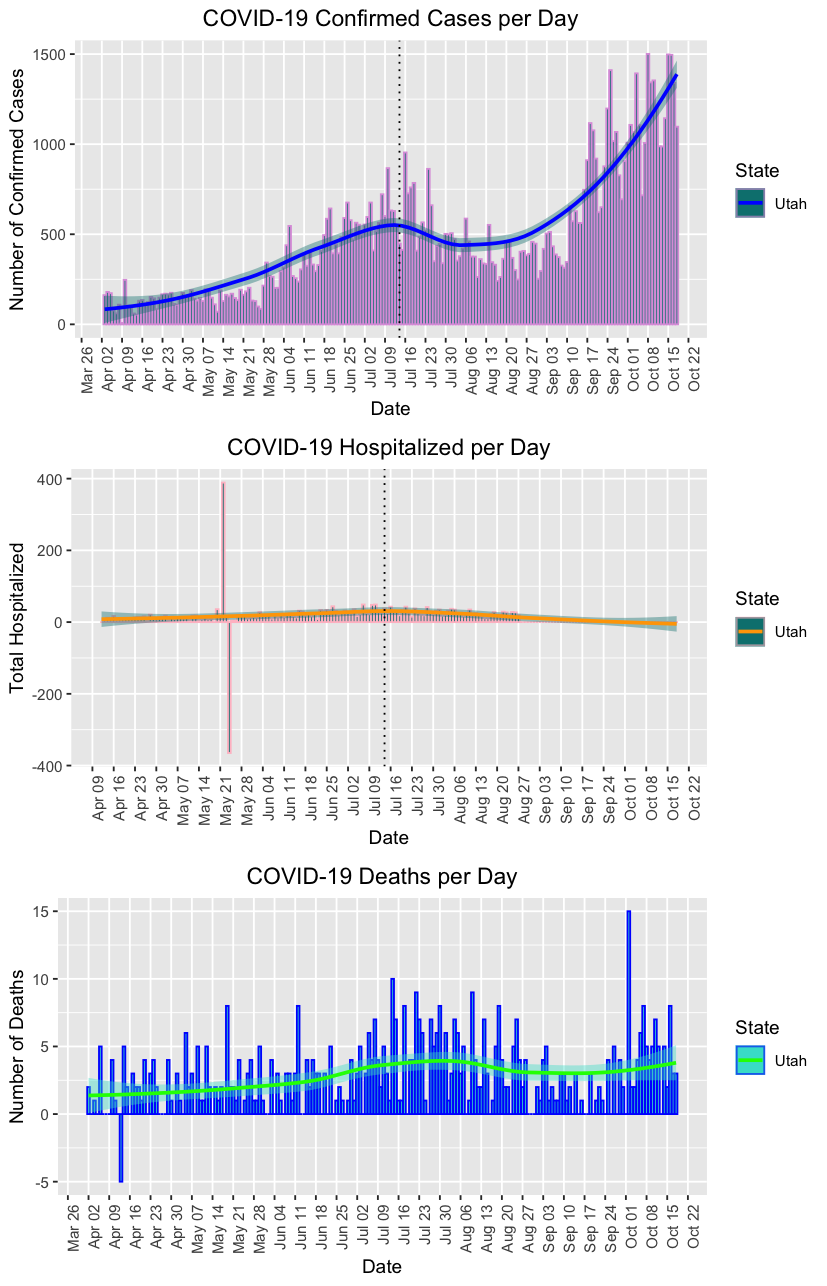 COVID-19 Confirmed Cases per Day
Number of Confirmed Cases
1500
1000
500
0
Mar 26
Apr 02
Apr 09
Apr 16
Apr 23
Apr 30
May 07
May 14
May 21
May 28
Jun 04
Jun 11
Jun 18
Jun 25
Jul 02
Jul 09
Jul 16
Jul 23
Jul 30
Aug 06
Aug 13
Aug 20
Aug 27
Sep 03
Sep 10
Sep 17
Sep 24
Oct 01
Oct 08
Oct 15
Oct 22
Date
State
Utah
COVID-19 Hospitalized per Day
Total Hospitalized
400
200
0
-200
-400
Apr 09
Apr 16
Apr 23
Apr 30
May 07
May 14
May 21
May 28
Jun 04
Jun 11
Jun 18
Jun 25
Jul 02
Jul 09
Jul 16
Jul 23
Jul 30
Aug 06
Aug 13
Aug 20
Aug 27
Sep 03
Sep 10
Sep 17
Sep 24
Oct 01
Oct 08
Oct 15
Oct 22
Date
State
Utah
COVID-19 Deaths per Day
Number of Deaths
15
10
5
0
-5
Mar 26
Apr 02
Apr 09
Apr 16
Apr 23
Apr 30
May 07
May 14
May 21
May 28
Jun 04
Jun 11
Jun 18
Jun 25
Jul 02
Jul 09
Jul 16
Jul 23
Jul 30
Aug 06
Aug 13
Aug 20
Aug 27
Sep 03
Sep 10
Sep 17
Sep 24
Oct 01
Oct 08
Oct 15
Oct 22
Date
State
Utah